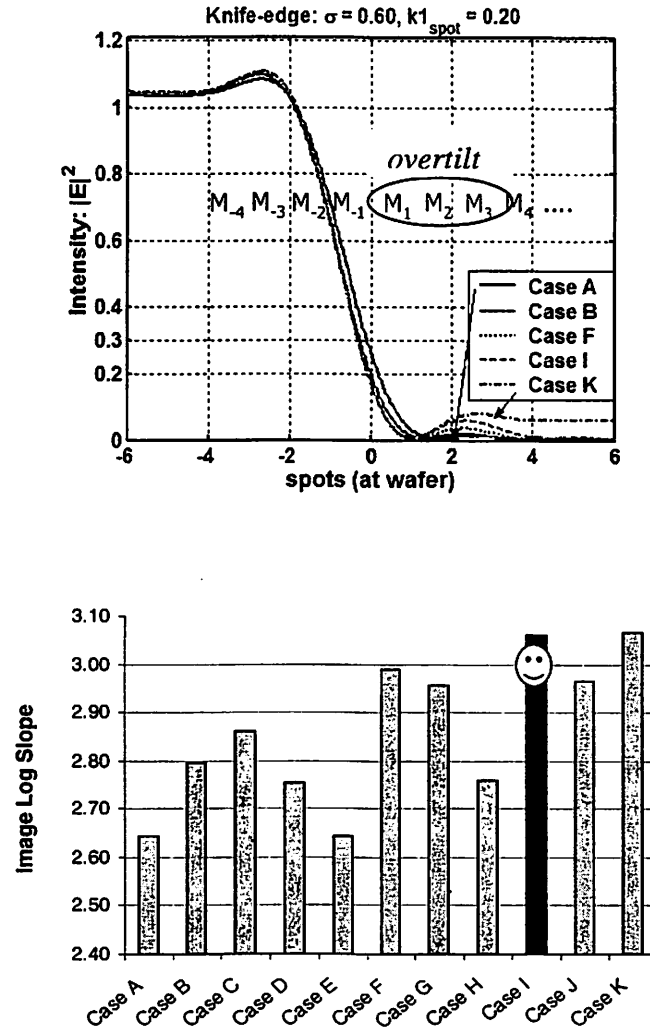 Knife-edge: σ = 0.60, k1spot = 0.20
1.2
1
0.8
0.6
0.4
0.3
0.2
0
Intensity: |E|²
overtilt
M-4 M-3 M-2 M-1 M1 M2 M3 M4 ....
Case A
Case B
Case F
Case I
Case K
-6 -4 -2 0 2 4 6
spots (at wafer)
3.10
3.00
2.90
2.80
2.70
2.60
2.50
2.40
Image Log Slope
Case A
Case B
Case C
Case D
Case E
Case F
Case G
Case H
Case I
Case J
Case K